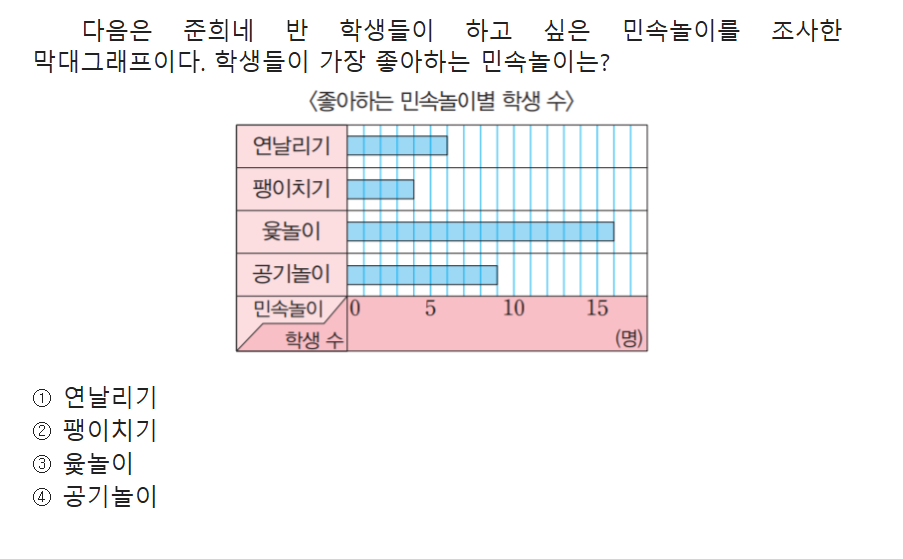 다음은 준희네 반 학생들이 하고 싶은 민속놀이를 조사한
막대그래프이다. 학생들이 가장 좋아하는 민속놀이는?
〈좋아하는 민속놀이별 학생 수〉
연날리기
팽이치기
윷놀이
공기놀이
민속놀이 0 5 10 15
학생 수 (명)
① 연날리기
② 팽이치기
③ 윷놀이
④ 공기놀이